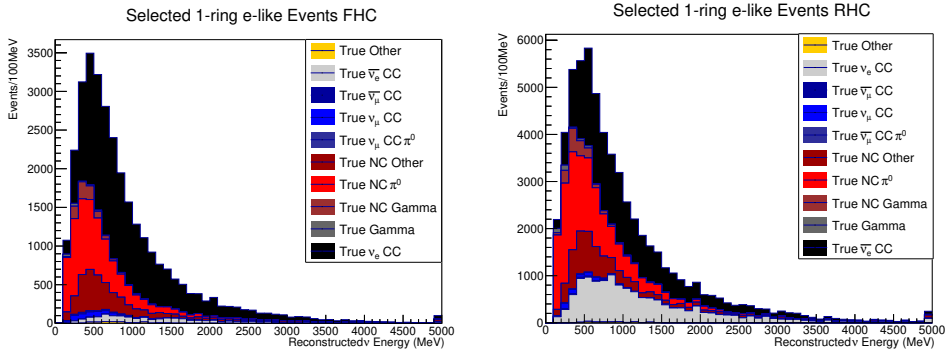 Selected 1-ring e-like Events FHC
Events/100MeV
3500
3000
2500
2000
1500
1000
500
0
0 500 1000 1500 2000 2500 3000 3500 4000 4500 5000
Reconstructedν Energy (MeV)
True Other
True ν̅e CC
True ν̅μ CC
True νμ CC
True νμ CC π⁰
True NC Other
True NC π⁰
True NC Gamma
True Gamma
True νe CC
Selected 1-ring e-like Events RHC
Events/100MeV
6000
5000
4000
3000
2000
1000
0
0 500 1000 1500 2000 2500 3000 3500 4000 4500 5000
Reconstructedν Energy (MeV)
True Other
True νe CC
True ν̅μ CC
True νμ CC
True ν̅μ CC π⁰
True NC Other
True NC π⁰
True NC Gamma
True Gamma
True ν̅e CC